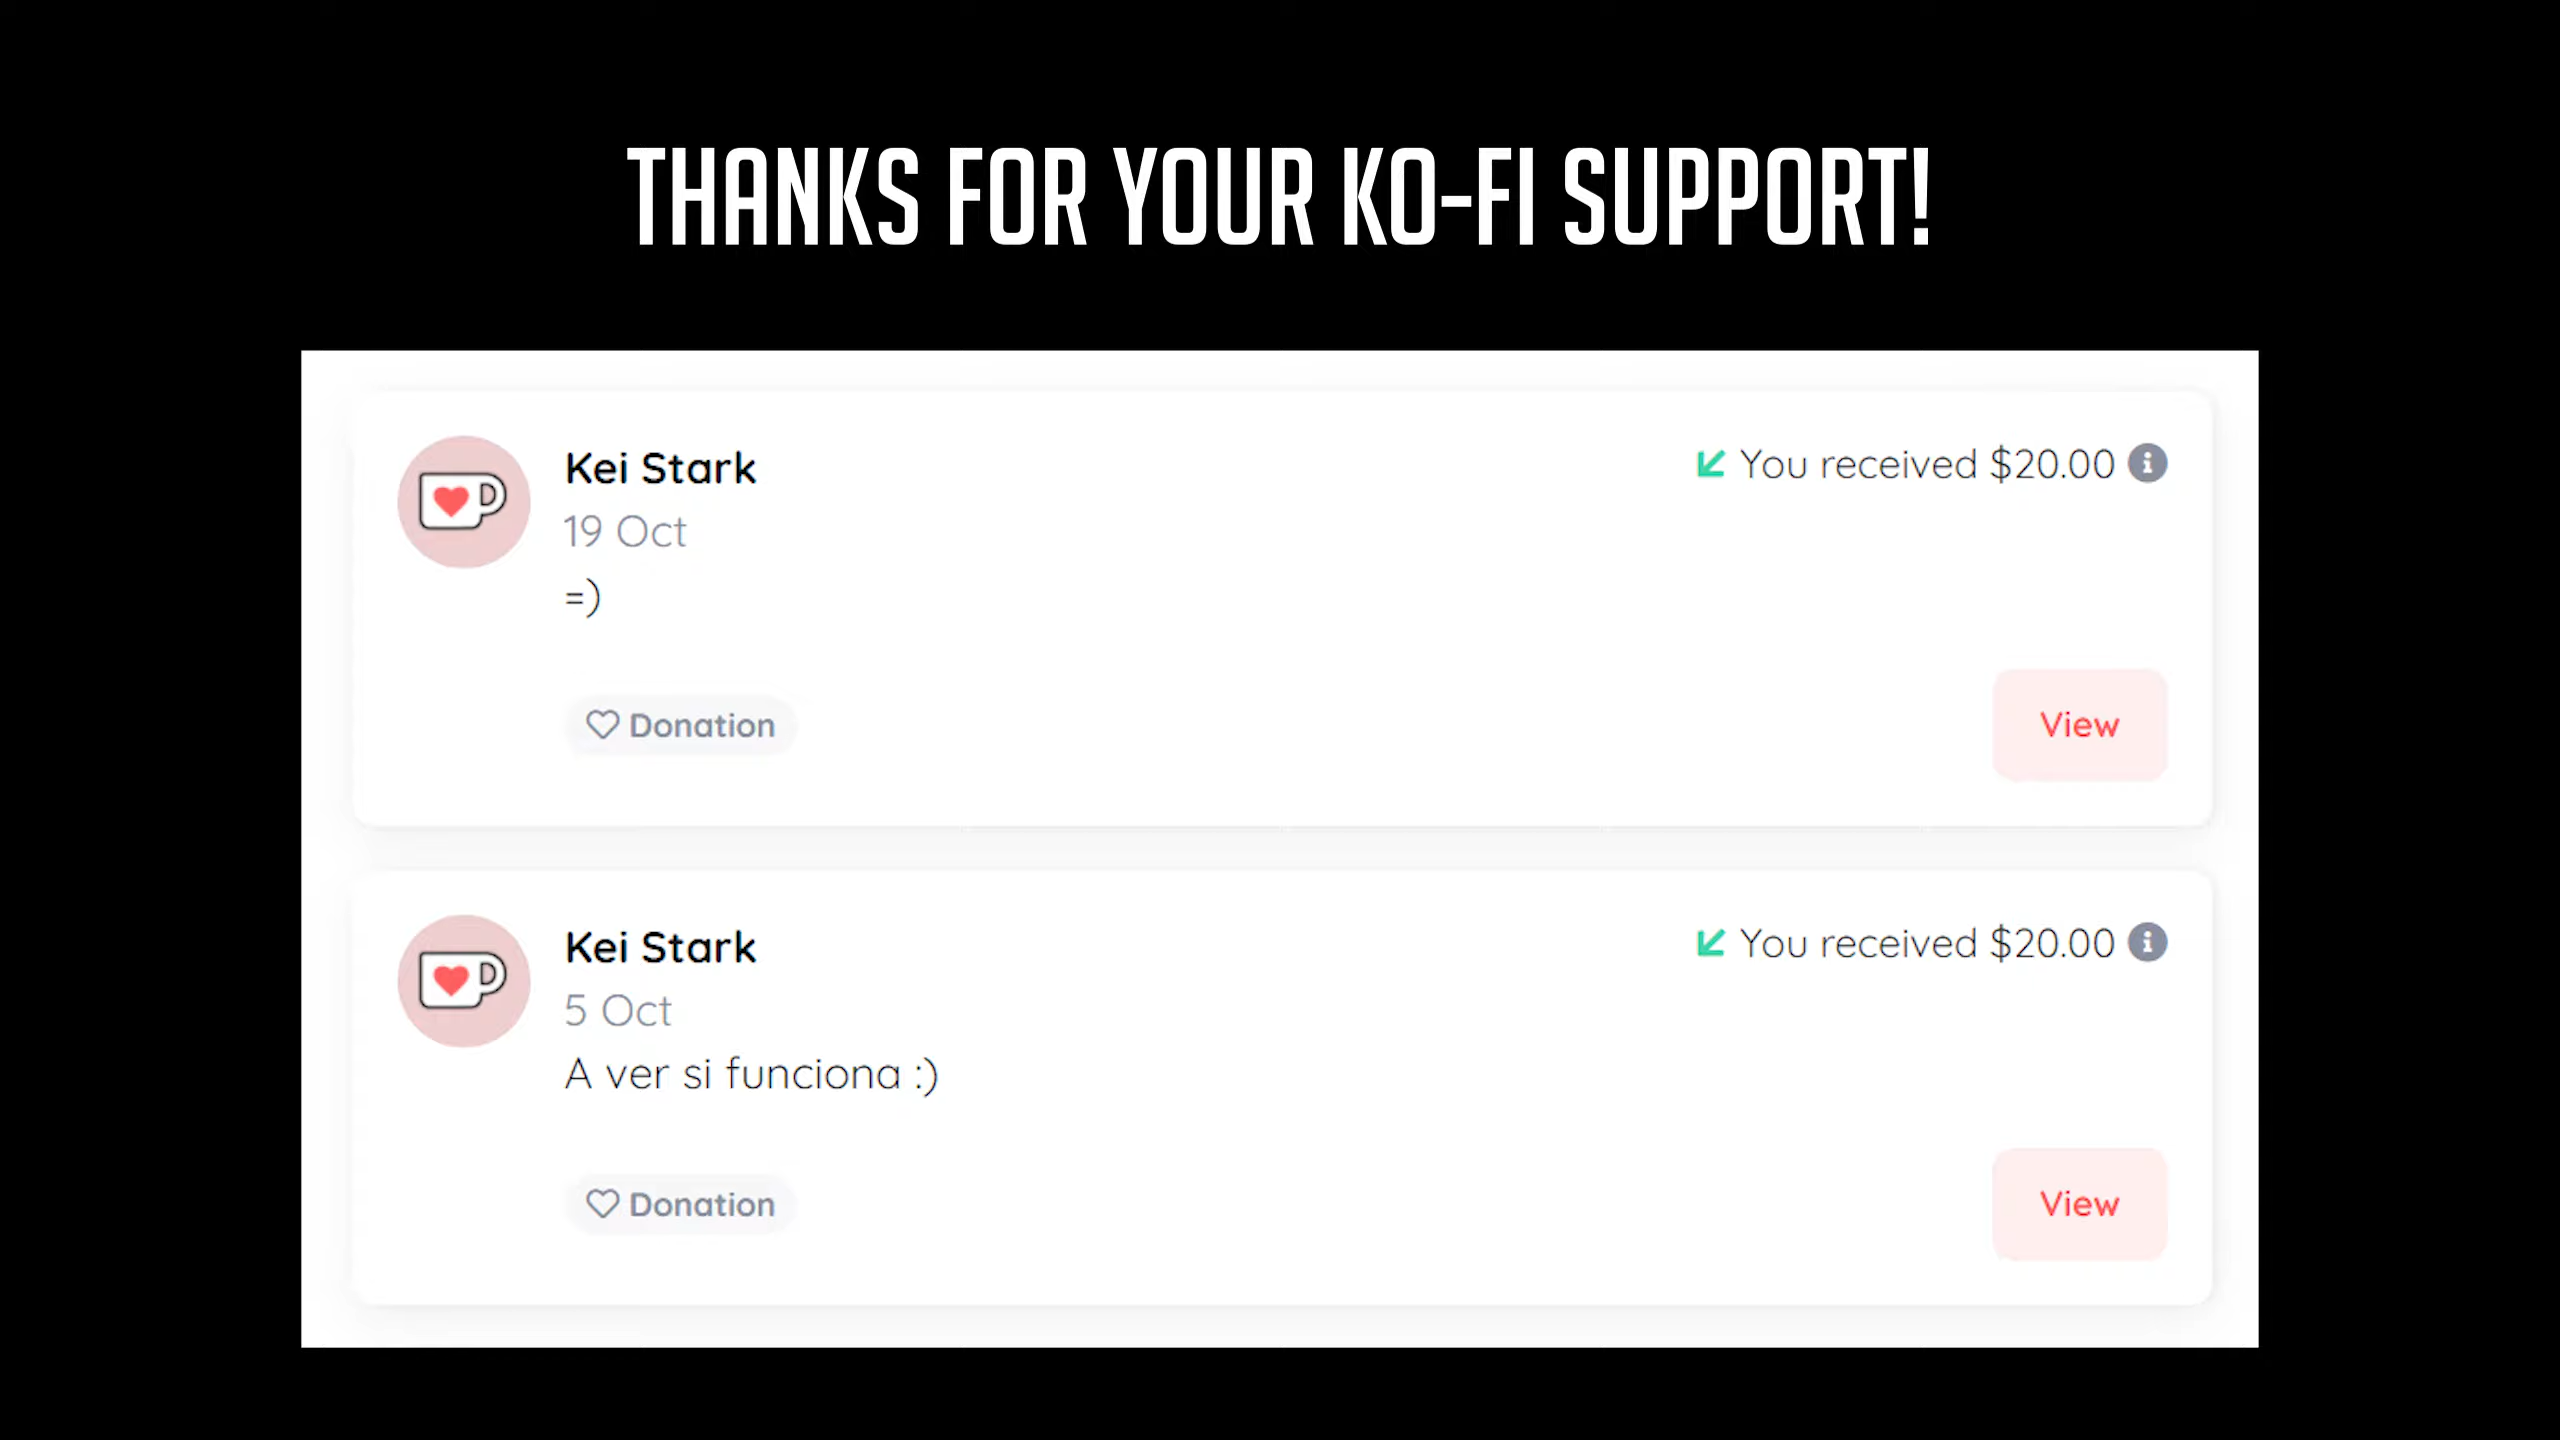 THANKS FOR YOUR KO-FI SUPPORT!
Kei Stark
You received $20.00
19 Oct
=)
Donation
View
Kei Stark
You received $20.00
5 Oct
A ver si funciona :)
Donation
View